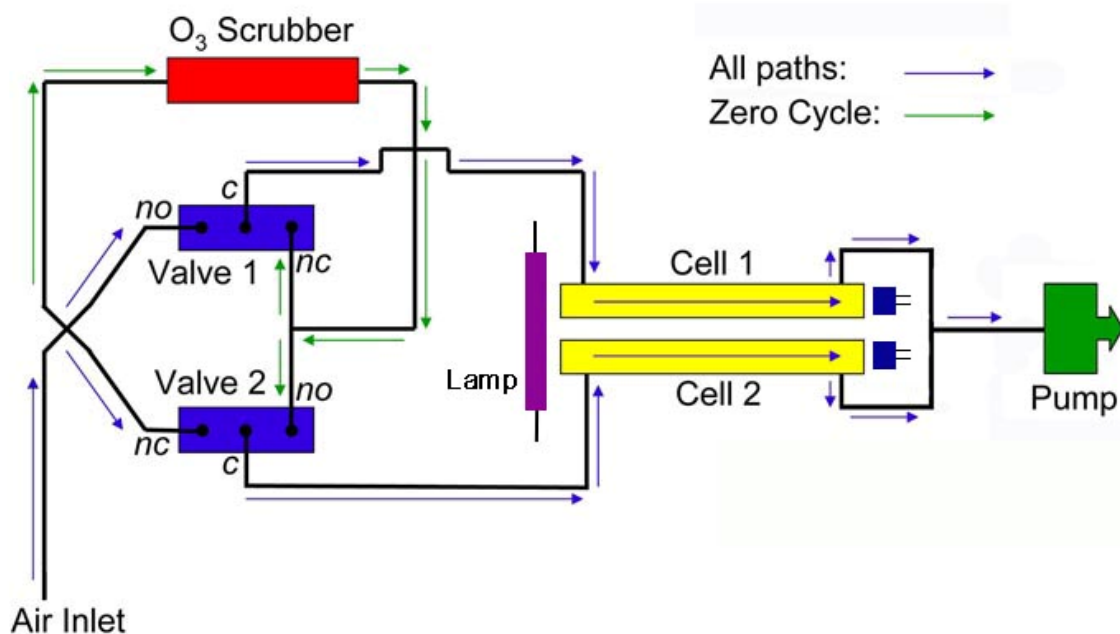 O₃ Scrubber
All paths:
Zero Cycle:
c
no
Valve 1
nc
Cell 1
Valve 2
no
Lamp
Cell 2
Pump
nc
c
Air Inlet